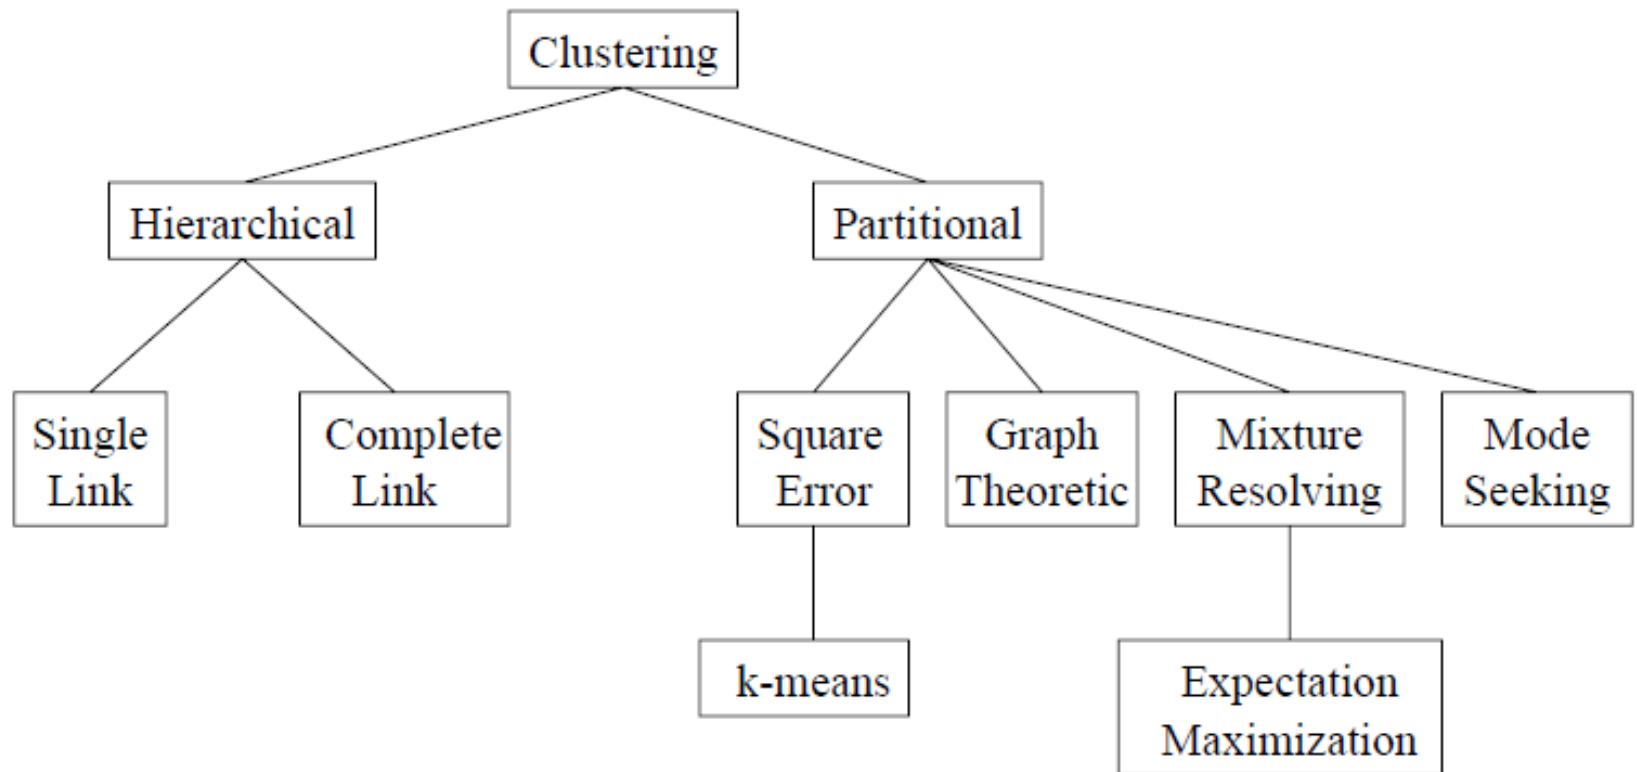 Clustering
Hierarchical
Partitional
Single
Link
Complete
Link
Square
Error
Graph
Theoretic
Mixture
Resolving
Mode
Seeking
k-means
Expectation
Maximization